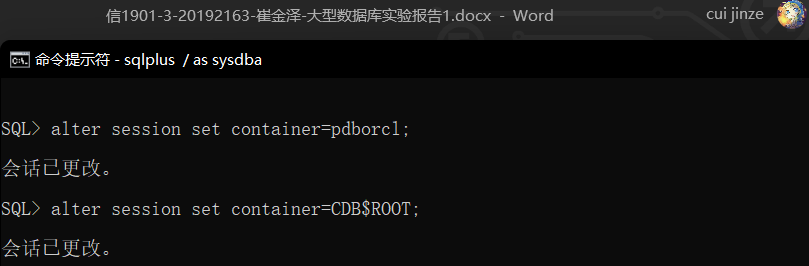 信1901-3-20192163-崔金泽-大型数据库实验报告1.docx - Word
cui jinze
命令提示符 - sqlplus / as sysdba
SQL> alter session set container=pdborcl;
会话已更改。
SQL> alter session set container=CDB$ROOT;
会话已更改。